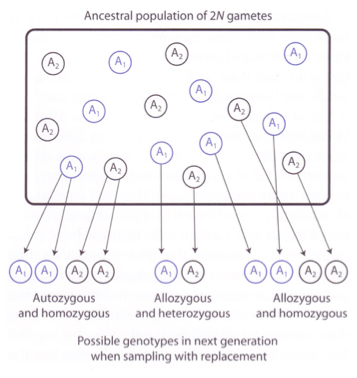 Ancestral population of 2N gametes
A₂ A₁ A₂ A₁
A₁
A₁ A₂ A₂
A₂ A₁
A₁ A₁
A₁ A₂ A₂ A₂
A₁ A₁ A₂ A₂ A₁ A₂ A₁ A₁ A₂ A₂
Autozygous
and homozygous
Allozygous
and heterozygous
Allozygous
and homozygous
Possible genotypes in next generation
when sampling with replacement